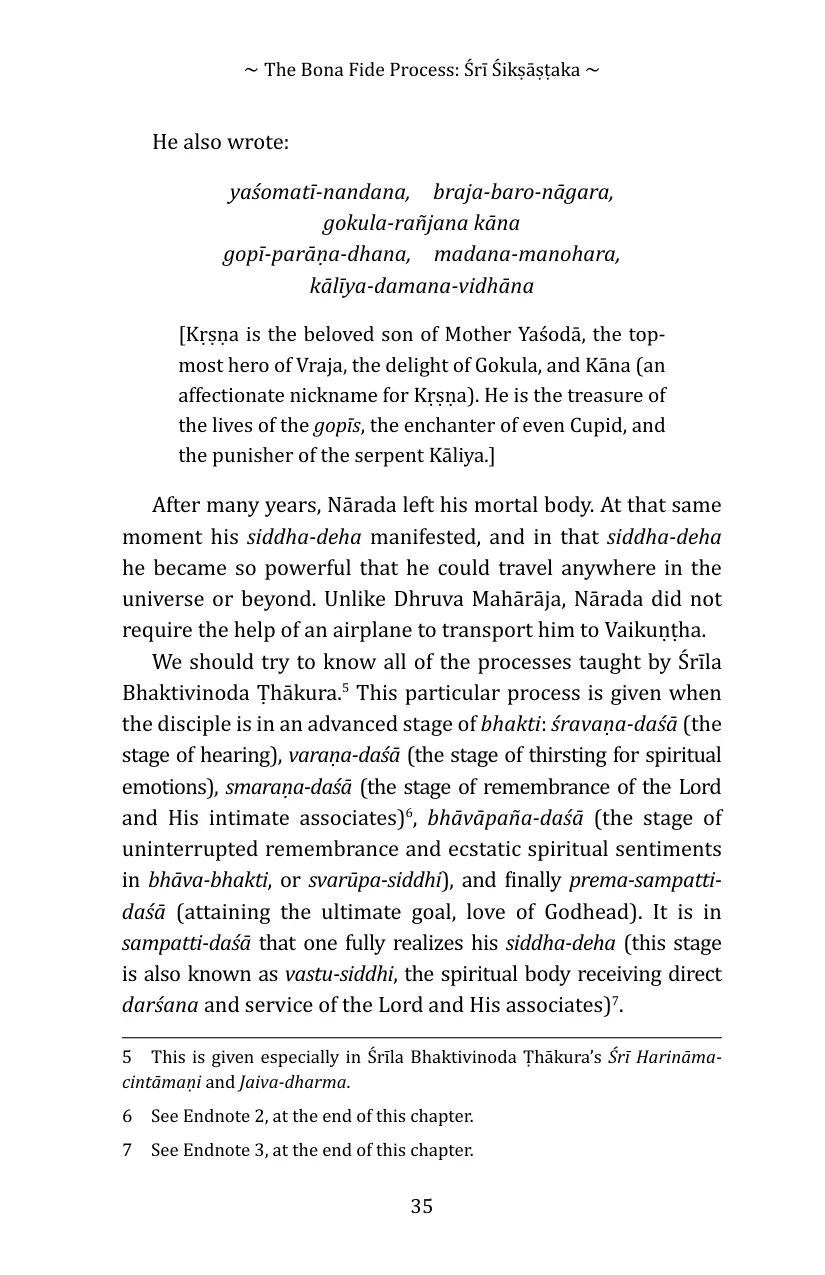 ~ The Bona Fide Process: Śrī Śikṣāṣṭaka ~
He also wrote:
yaśomatī-nandana, braja-baro-nāgara,
gokula-rañjana kāna
gopī-parāṇa-dhana, madana-manohara,
kālīya-damana-vidhāna
[Kṛṣṇa is the beloved son of Mother Yaśodā, the top-
most hero of Vraja, the delight of Gokula, and Kāna (an
affectionate nickname for Kṛṣṇa). He is the treasure of
the lives of the gopīs, the enchanter of even Cupid, and
the punisher of the serpent Kāliya.]
After many years, Nārada left his mortal body. At that same
moment his siddha-deha manifested, and in that siddha-deha
he became so powerful that he could travel anywhere in the
universe or beyond. Unlike Dhruva Mahārāja, Nārada did not
require the help of an airplane to transport him to Vaikuṇṭha.
We should try to know all of the processes taught by Śrīla
Bhaktivinoda Ṭhākura.5 This particular process is given when
the disciple is in an advanced stage of bhakti: śravaṇa-daśā (the
stage of hearing), varaṇa-daśā (the stage of thirsting for spiritual
emotions), smaraṇa-daśā (the stage of remembrance of the Lord
and His intimate associates)6, bhāvāpaña-daśā (the stage of
uninterrupted remembrance and ecstatic spiritual sentiments
in bhāva-bhakti, or svarūpa-siddhi), and finally prema-sampatti-
daśā (attaining the ultimate goal, love of Godhead). It is in
sampatti-daśā that one fully realizes his siddha-deha (this stage
is also known as vastu-siddhi, the spiritual body receiving direct
darśana and service of the Lord and His associates)7.
5 This is given especially in Śrīla Bhaktivinoda Ṭhākura's Śrī Harināma-
cintāmaṇi and Jaiva-dharma.
6 See Endnote 2, at the end of this chapter.
7 See Endnote 3, at the end of this chapter.
35